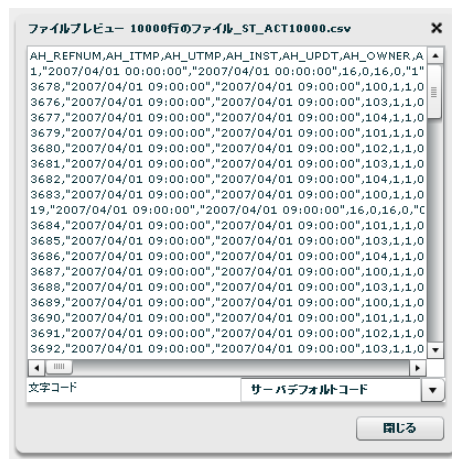 ファイルプレビュー 10000行のファイル_ST_ACT10000.csv
AH_REFNUM,AH_ITMP,AH_UTMP,AH_INST,AH_UPDT,AH_OWNER,A
1,"2007/04/01 00:00:00","2007/04/01 00:00:00",16,0,16,0,"1"
3678,"2007/04/01 09:00:00","2007/04/01 09:00:00",100,1,1,0
3676,"2007/04/01 09:00:00","2007/04/01 09:00:00",103,1,1,0
3677,"2007/04/01 09:00:00","2007/04/01 09:00:00",104,1,1,0
3679,"2007/04/01 09:00:00","2007/04/01 09:00:00",101,1,1,0
3680,"2007/04/01 09:00:00","2007/04/01 09:00:00",102,1,1,0
3681,"2007/04/01 09:00:00","2007/04/01 09:00:00",103,1,1,0
3682,"2007/04/01 09:00:00","2007/04/01 09:00:00",104,1,1,0
3683,"2007/04/01 09:00:00","2007/04/01 09:00:00",100,1,1,0
19,"2007/04/01 09:00:00","2007/04/01 09:00:00",16,0,16,0,"0
3684,"2007/04/01 09:00:00","2007/04/01 09:00:00",101,1,1,0
3685,"2007/04/01 09:00:00","2007/04/01 09:00:00",103,1,1,0
3686,"2007/04/01 09:00:00","2007/04/01 09:00:00",104,1,1,0
3687,"2007/04/01 09:00:00","2007/04/01 09:00:00",100,1,1,0
3688,"2007/04/01 09:00:00","2007/04/01 09:00:00",103,1,1,0
3689,"2007/04/01 09:00:00","2007/04/01 09:00:00",100,1,1,0
3690,"2007/04/01 09:00:00","2007/04/01 09:00:00",101,1,1,0
3691,"2007/04/01 09:00:00","2007/04/01 09:00:00",102,1,1,0
3692,"2007/04/01 09:00:00","2007/04/01 09:00:00",103,1,1,0
文字コード サーバデフォルトコード
閉じる